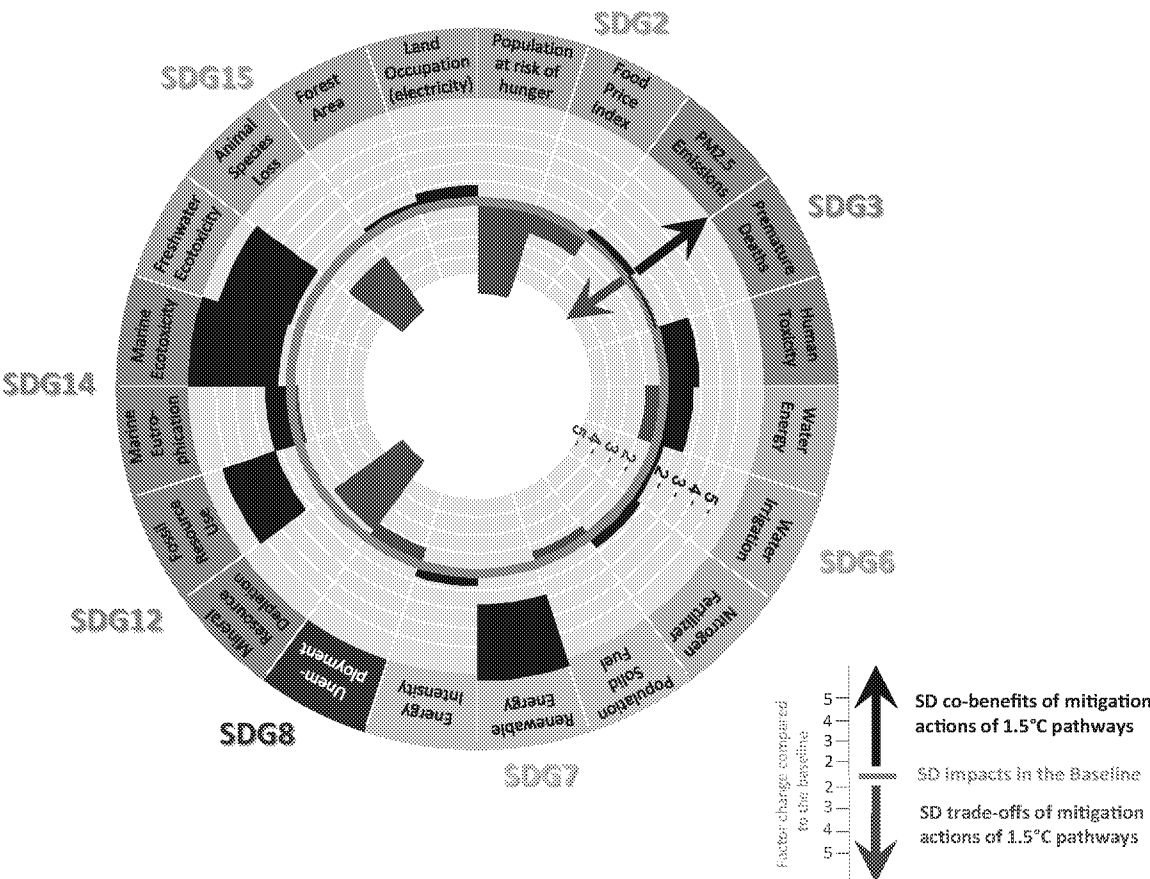 SDG2
Population
at risk of
hunger
Food
Price
Index
PM2.5
Emissions
SDG3
Premature
Deaths
Human
Toxicity
Water
Energy
Water
Irrigation
SDG6
Nitrogen
Fertilizer
Population
Solid
Fuel
Renewable
Energy
SDG7
Energy
Intensity
Unem-
ployment
SDG8
Mineral
Resource
Depletion
SDG12
Fossil
Resource
Use
Marine
Eutro-
phication
SDG14
Marine
Ecotoxicity
Freshwater
Ecotoxicity
Animal
Species
Loss
SDG15
Forest
Area
Land
Occupation
(electricity)
5
4
3
2
2
3
4
5
Factor change compared
to the baseline
5
4
3
2
2
3
4
5
SD co-benefits of mitigation
actions of 1.5°C pathways
SD impacts in the Baseline
SD trade-offs of mitigation
actions of 1.5°C pathways